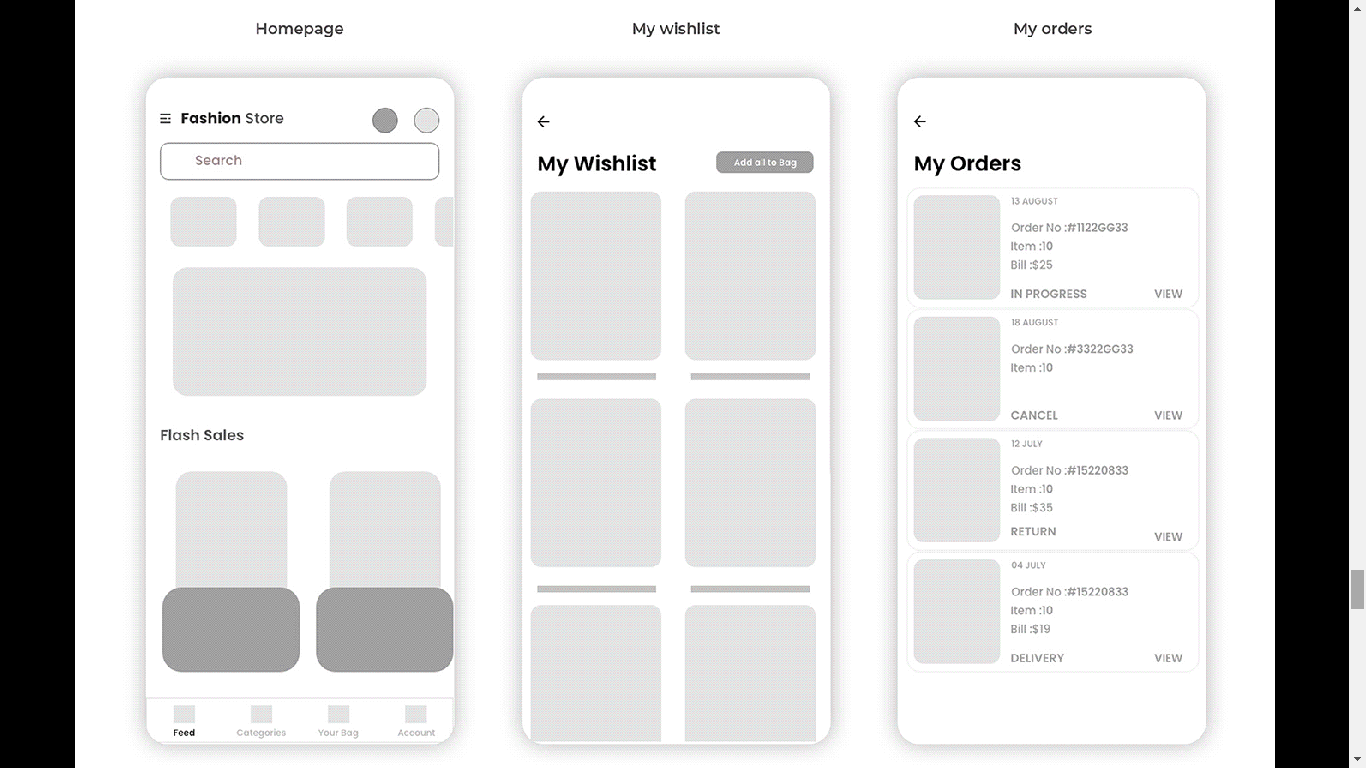 Homepage
My wishlist
My orders
Fashion Store
Search
Flash Sales
Feed
Categories
Your Bag
Account
My Wishlist
Add all to Bag
My Orders
13 AUGUST
Order No :#1122GG33
Item :10
Bill :$25
IN PROGRESS
VIEW
18 AUGUST
Order No :#3322GG33
Item :10
CANCEL
VIEW
12 JULY
Order No :#15220833
Item :10
Bill :$35
RETURN
VIEW
04 JULY
Order No :#15220833
Item :10
Bill :$19
DELIVERY
VIEW